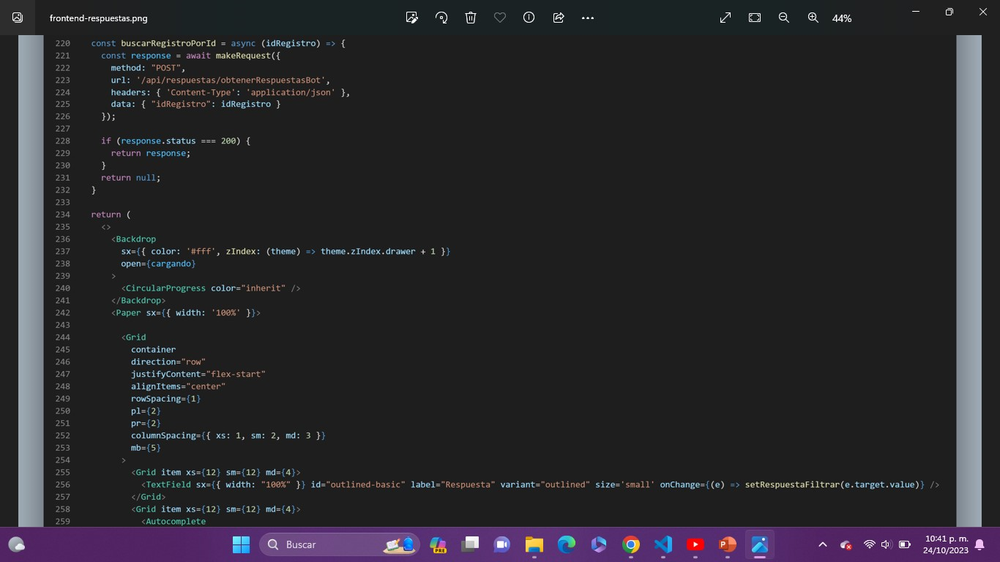 frontend-respuestas.png
44%
220 const buscarRegistroPorId = async (idRegistro) => {
221 const response = await makeRequest({
222 method: "POST",
223 url: '/api/respuestas/obtenerRespuestasBot',
224 headers: { 'Content-Type': 'application/json' },
225 data: { "idRegistro": idRegistro }
226 });
227
228 if (response.status === 200) {
229 return response;
230 }
231 return null;
232 }
233
234 return (
235 <>
236 <Backdrop
237 sx={{ color: '#fff', zIndex: (theme) => theme.zIndex.drawer + 1 }}
238 open={cargando}
239 >
240 <CircularProgress color="inherit" />
241 </Backdrop>
242 <Paper sx={{ width: '100%' }}>
243
244 <Grid
245 container
246 direction="row"
247 justifyContent="flex-start"
248 alignItems="center"
249 rowSpacing={1}
250 pl={2}
251 pr={2}
252 columnSpacing={{ xs: 1, sm: 2, md: 3 }}
253 mb={5}
254 >
255 <Grid item xs={12} sm={12} md={4}>
256 <TextField sx={{ width: "100%" }} id="outlined-basic" label="Respuesta" variant="outlined" size='small' onChange={(e) => setRespuestaFiltrar(e.target.value)} />
257 </Grid>
258 <Grid item xs={12} sm={12} md={4}>
259 <Autocomplete
Buscar
PRE
P
10:41 p. m.
24/10/2023